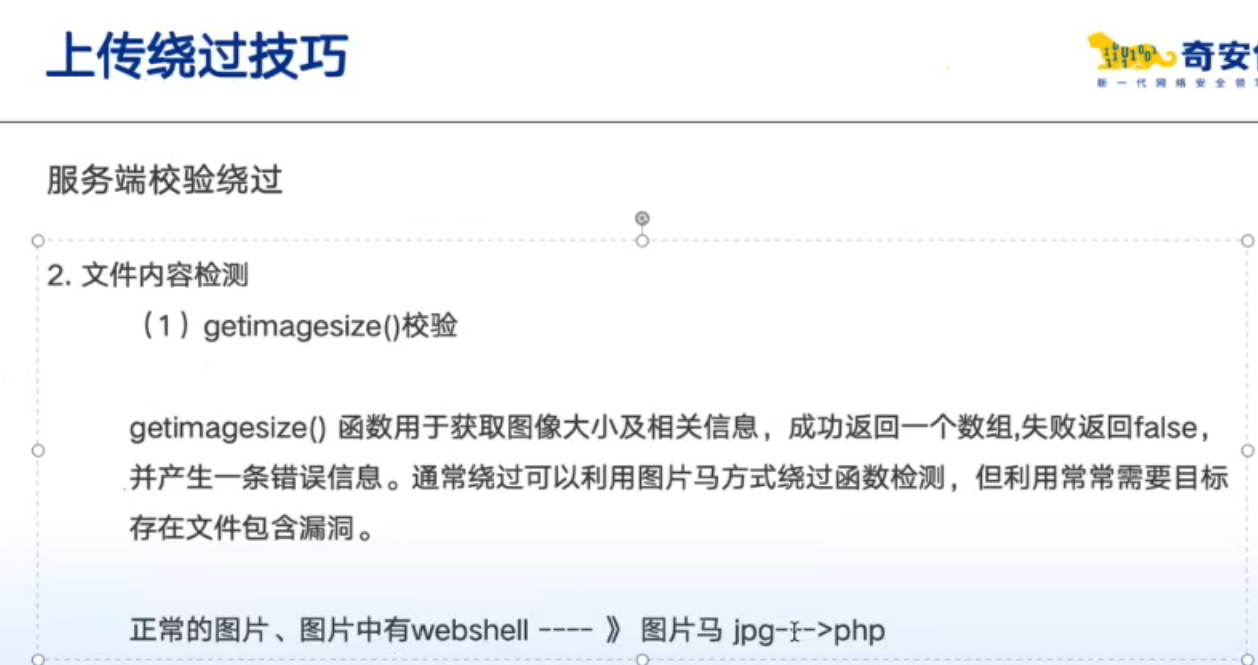 上传绕过技巧
奇安
新一代网络安全领
服务端校验绕过
2. 文件内容检测
（1）getimagesize()校验
getimagesize() 函数用于获取图像大小及相关信息，成功返回一个数组,失败返回false，
并产生一条错误信息。通常绕过可以利用图片马方式绕过函数检测，但利用常常需要目标
存在文件包含漏洞。
正常的图片、图片中有webshell ---- 》 图片马 jpg--->php